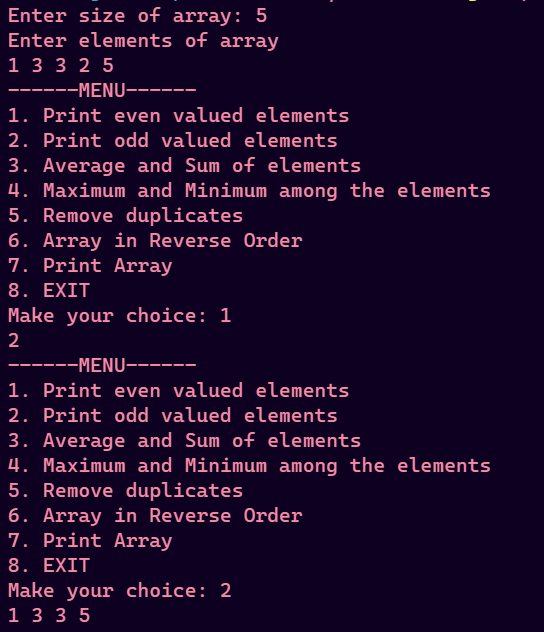 Enter size of array: 5
Enter elements of array
1 3 3 2 5
------MENU------
1. Print even valued elements
2. Print odd valued elements
3. Average and Sum of elements
4. Maximum and Minimum among the elements
5. Remove duplicates
6. Array in Reverse Order
7. Print Array
8. EXIT
Make your choice: 1
2
------MENU------
1. Print even valued elements
2. Print odd valued elements
3. Average and Sum of elements
4. Maximum and Minimum among the elements
5. Remove duplicates
6. Array in Reverse Order
7. Print Array
8. EXIT
Make your choice: 2
1 3 3 5